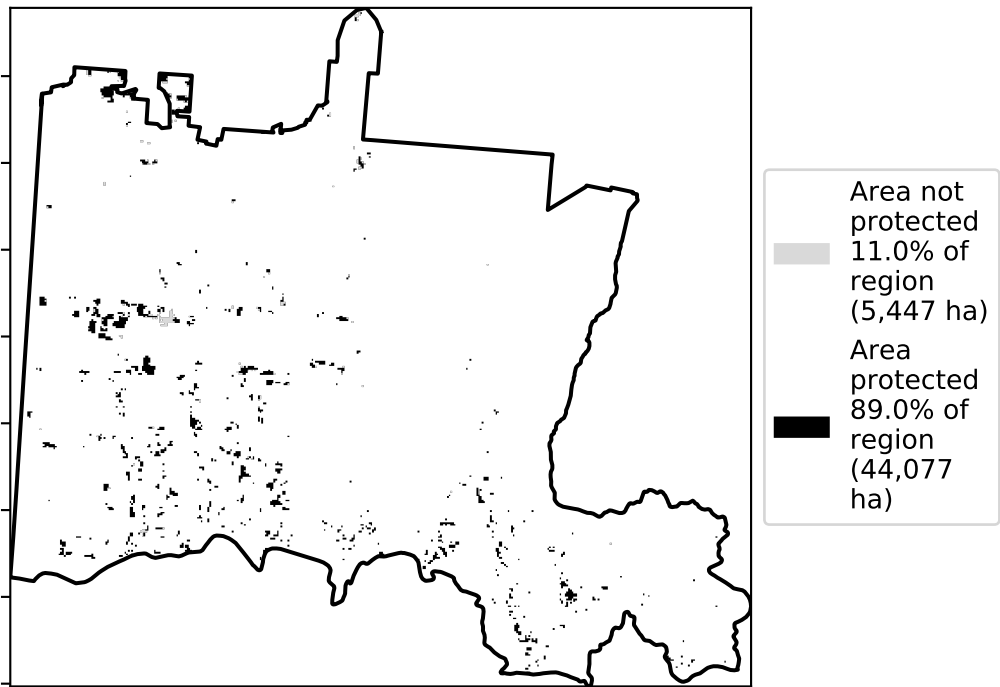 Area not
protected
11.0% of
region
(5,447 ha)
Area
protected
89.0% of
region
(44,077
ha)